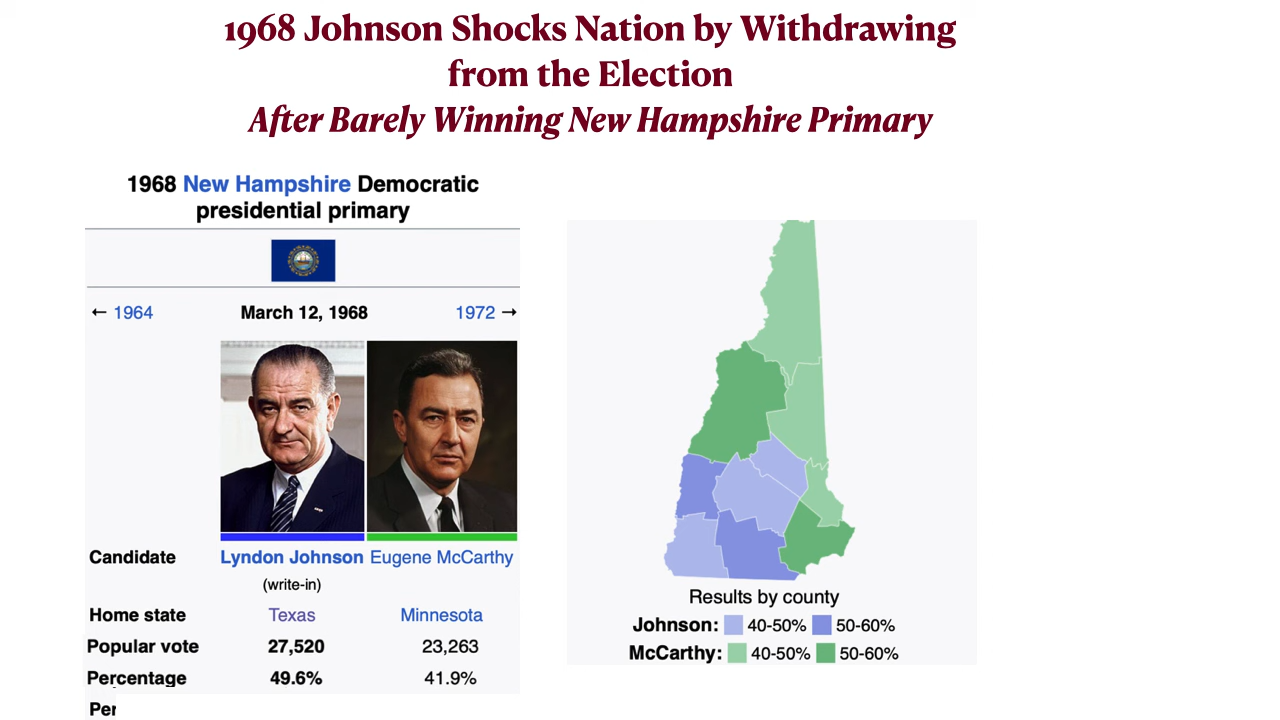 1968 Johnson Shocks Nation by Withdrawing
from the Election
After Barely Winning New Hampshire Primary
1968 New Hampshire Democratic
presidential primary
← 1964 March 12, 1968 1972 →
Candidate Lyndon Johnson Eugene McCarthy
(write-in)
Home state Texas Minnesota
Popular vote 27,520 23,263
Percentage 49.6% 41.9%
Per
Results by county
Johnson: 40-50% 50-60%
McCarthy: 40-50% 50-60%